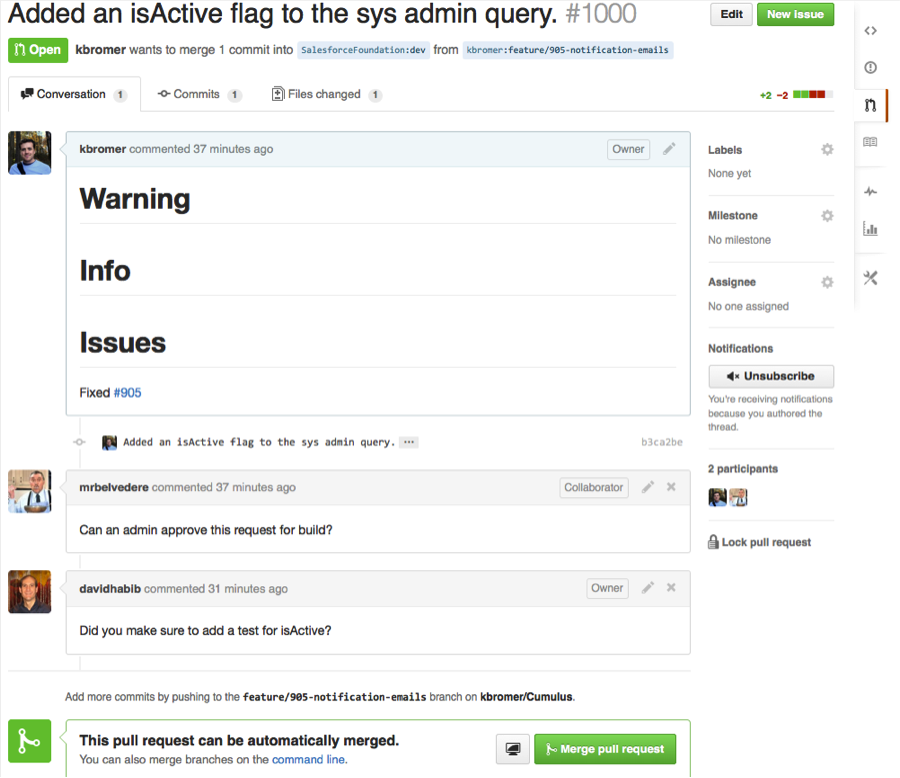 Added an isActive flag to the sys admin query. #1000
Edit
New Issue
Open
kbromer wants to merge 1 commit into SalesforceFoundation:dev from kbromer:feature/905-notification-emails
Conversation 1
Commits 1
Files changed 1
+2 −2
kbromer commented 37 minutes ago
Owner
Warning
Info
Issues
Fixed #905
Added an isActive flag to the sys admin query. …
b3ca2be
mrbelvedere commented 37 minutes ago
Collaborator
Can an admin approve this request for build?
davidhabib commented 31 minutes ago
Owner
Did you make sure to add a test for isActive?
Add more commits by pushing to the feature/905-notification-emails branch on kbromer/Cumulus.
This pull request can be automatically merged.
You can also merge branches on the command line.
Merge pull request
Labels
None yet
Milestone
No milestone
Assignee
No one assigned
Notifications
Unsubscribe
You're receiving notifications
because you authored the
thread.
2 participants
Lock pull request